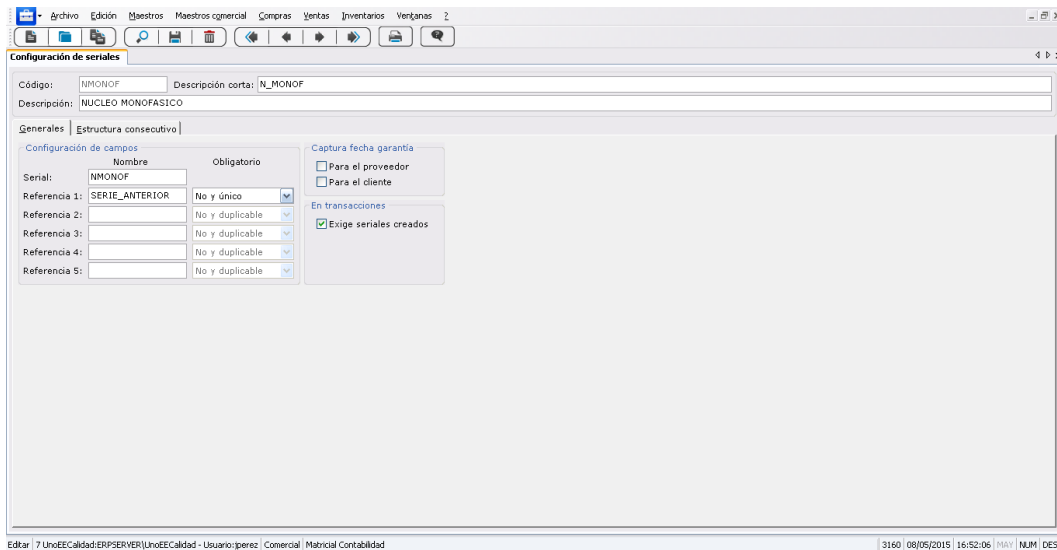 Archivo Edición Maestros Maestros comercial Compras Ventas Inventarios Ventanas ?
Configuración de seriales
Código: NMONOF Descripción corta: N_MONOF
Descripción: NUCLEO MONOFASICO
Generales Estructura consecutivo
Configuración de campos Captura fecha garantía
Nombre Obligatorio
Para el proveedor
Serial: NMONOF
Para el cliente
Referencia 1: SERIE_ANTERIOR No y único
En transacciones
Referencia 2: No y duplicable
Exige seriales creados
Referencia 3: No y duplicable
Referencia 4: No y duplicable
Referencia 5: No y duplicable
Editar 7 UnoEECalidad:ERPSERVER\UnoEECalidad - Usuario:jperez Comercial Matricial Contabilidad 3160 08/05/2015 16:52:06 MAY NUM DES